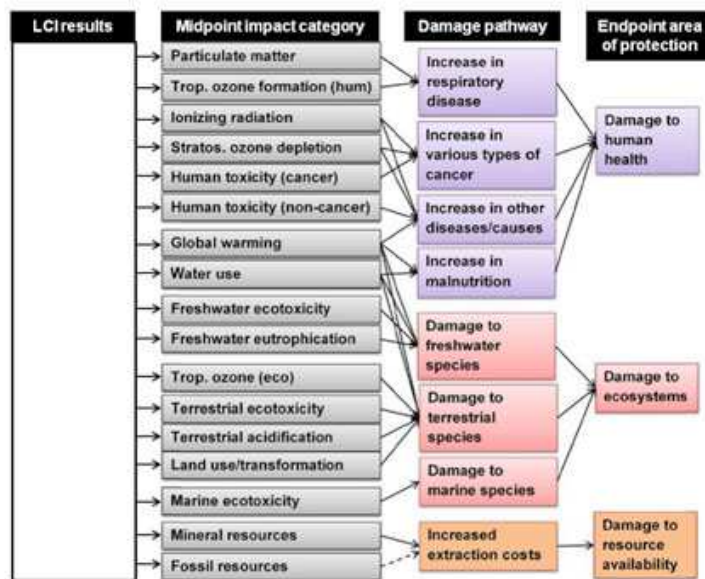 LCI results
Midpoint impact category
Damage pathway
Endpoint area
of protection
Particulate matter
Trop. ozone formation (hum)
Ionizing radiation
Stratos. ozone depletion
Human toxicity (cancer)
Human toxicity (non-cancer)
Global warming
Water use
Freshwater ecotoxicity
Freshwater eutrophication
Trop. ozone (eco)
Terrestrial ecotoxicity
Terrestrial acidification
Land use/transformation
Marine ecotoxicity
Mineral resources
Fossil resources
Increase in
respiratory
disease
Increase in
various types of
cancer
Increase in other
diseases/causes
Increase in
malnutrition
Damage to
freshwater
species
Damage to
terrestrial
species
Damage to
marine species
Increased
extraction costs
Damage to
human
health
Damage to
ecosystems
Damage to
resource
availability